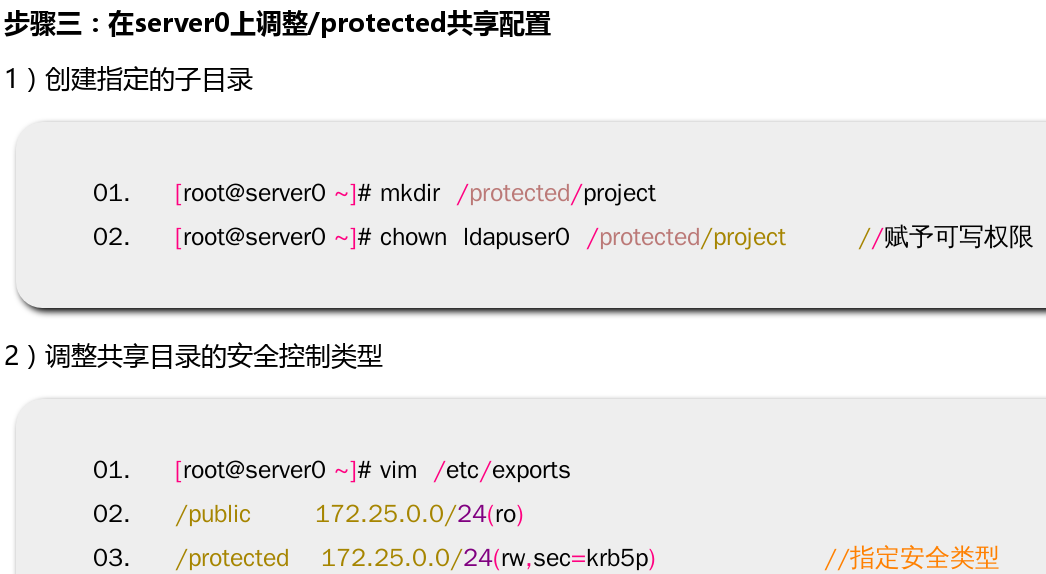 步骤三：在server0上调整/protected共享配置
1）创建指定的子目录
01. [root@server0 ~]# mkdir /protected/project
02. [root@server0 ~]# chown ldapuser0 /protected/project //赋予可写权限
2）调整共享目录的安全控制类型
01. [root@server0 ~]# vim /etc/exports
02. /public 172.25.0.0/24(ro)
03. /protected 172.25.0.0/24(rw,sec=krb5p) //指定安全类型